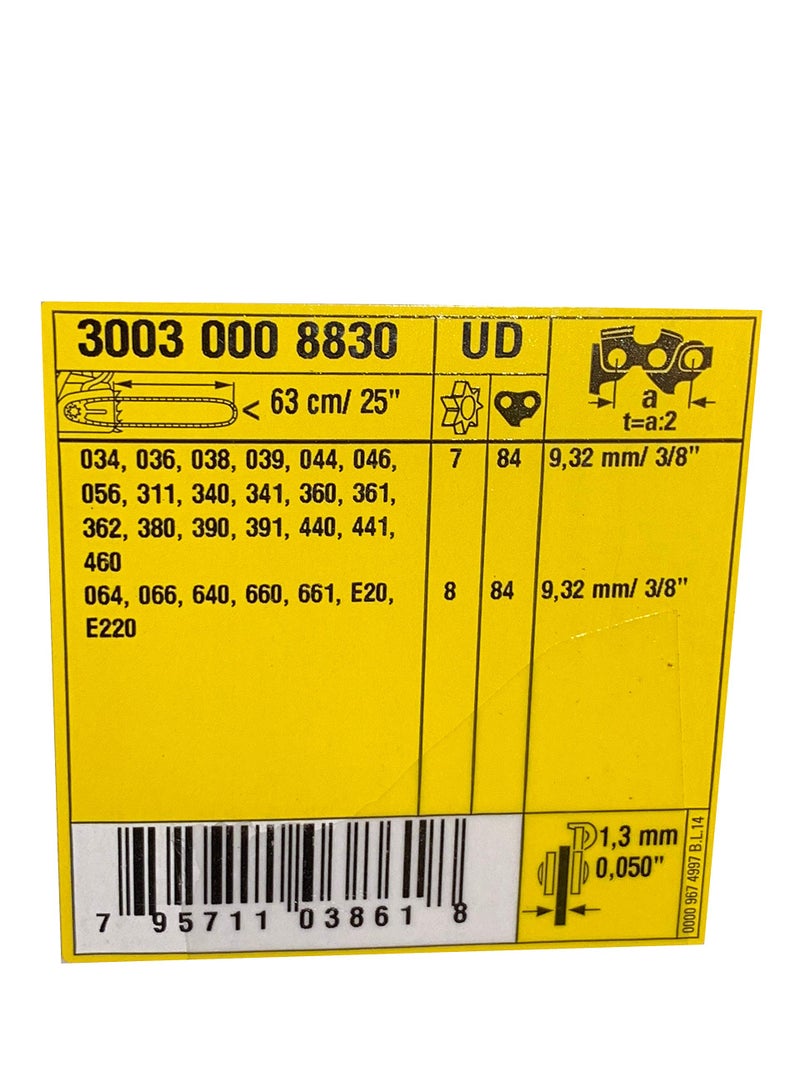 3003 000 8830 UD
< 63 cm/ 25"
a
t=a:2
034, 036, 038, 039, 044, 046, 7 84 9,32 mm/ 3/8"
056, 311, 340, 341, 360, 361,
362, 380, 390, 391, 440, 441,
460
064, 066, 640, 660, 661, E20, 8 84 9,32 mm/ 3/8"
E220
7 95711 03861 8
1,3 mm
0,050"
0000 967 4997 B.L.14